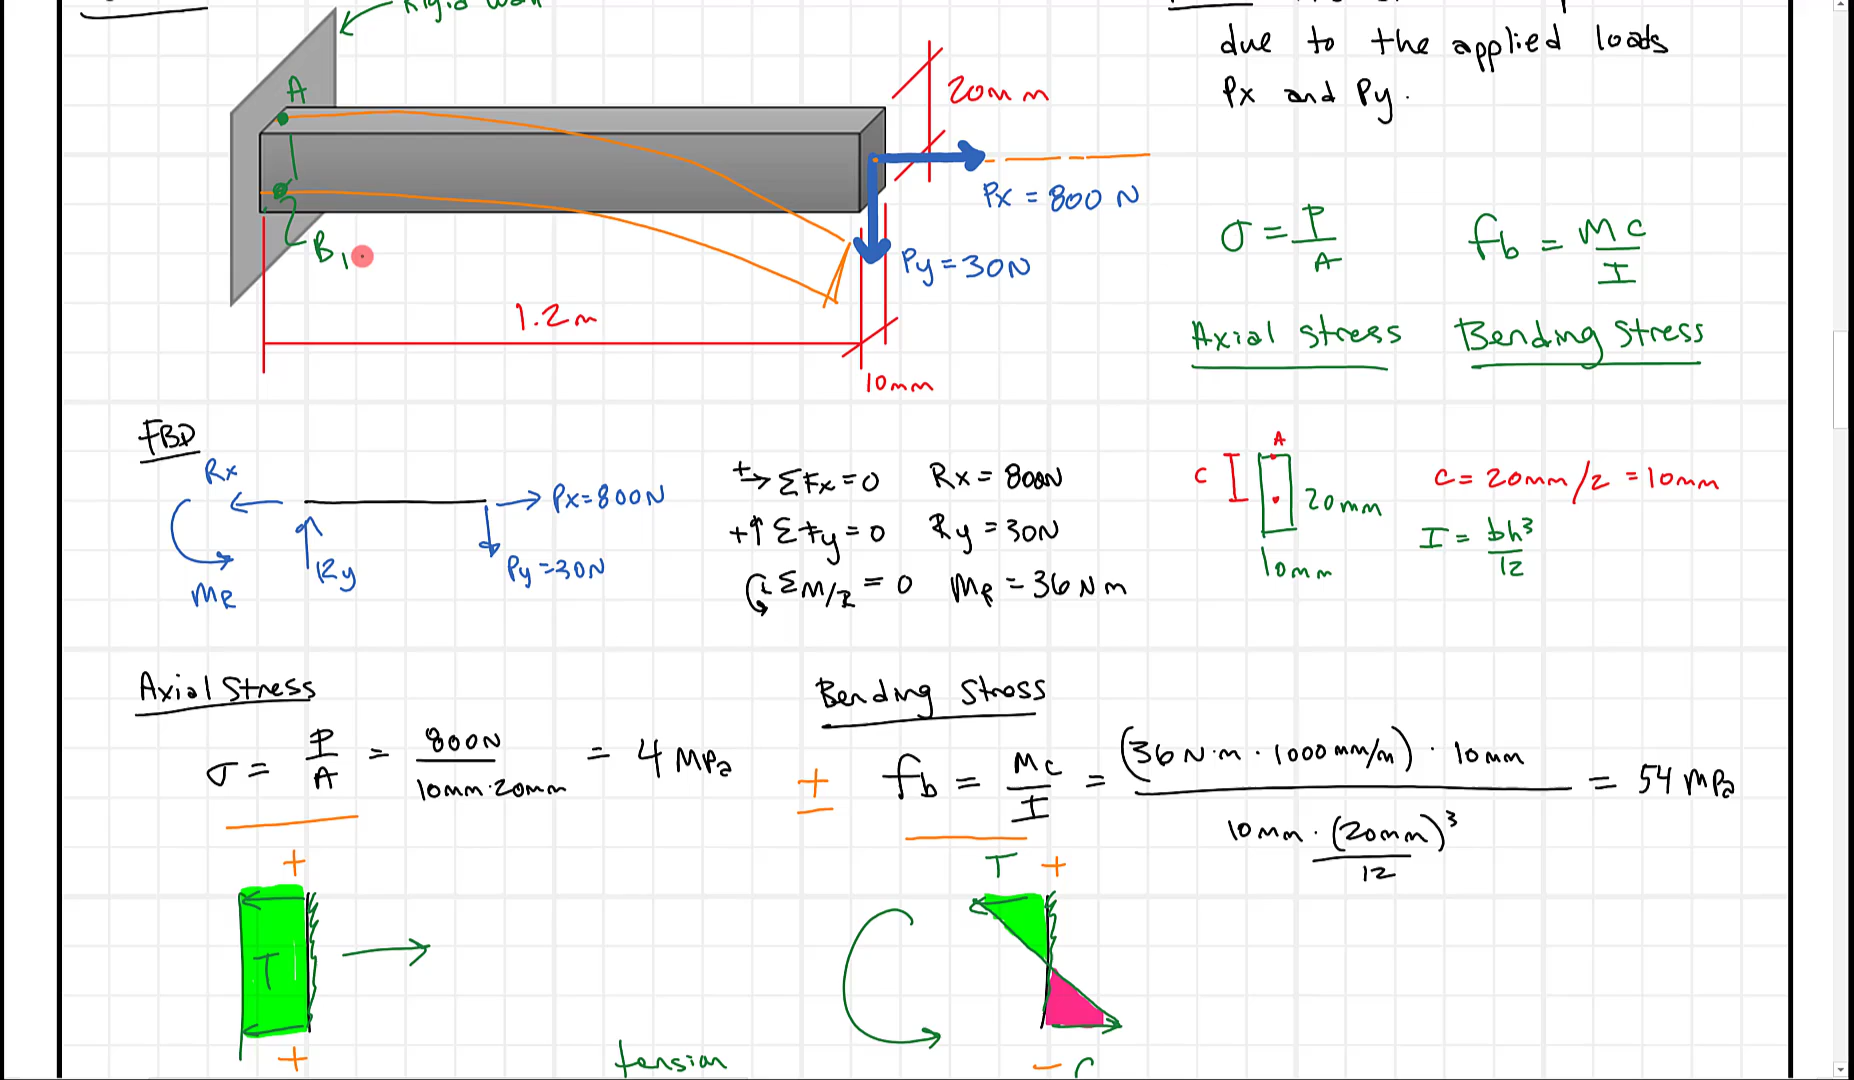 Rigid Wall
due to the applied loads
Px and Py.
A
20mm
Px = 800 N
Py = 30N
B₁
1.2m
10mm
σ = P/A
fb = Mc/I
Axial Stress
Bending Stress
FBD
Rx
Px=800N
Ry
Py=30N
MR
+→ ΣFx=0 Rx = 800N
+↑ ΣFy=0 Ry = 30N
ΣM/R = 0 MR = 36 Nm
A
C
20mm
10mm
C = 20mm/2 = 10mm
I = bh³/12
Axial Stress
σ = P/A = 800N/10mm·20mm = 4 MPa
+
T
+
Bending Stress
± fb = Mc/I = (36 N·m · 1000 mm/m) · 10mm / 10mm · (20mm)³/12 = 54 MPa
T +
- C
tension